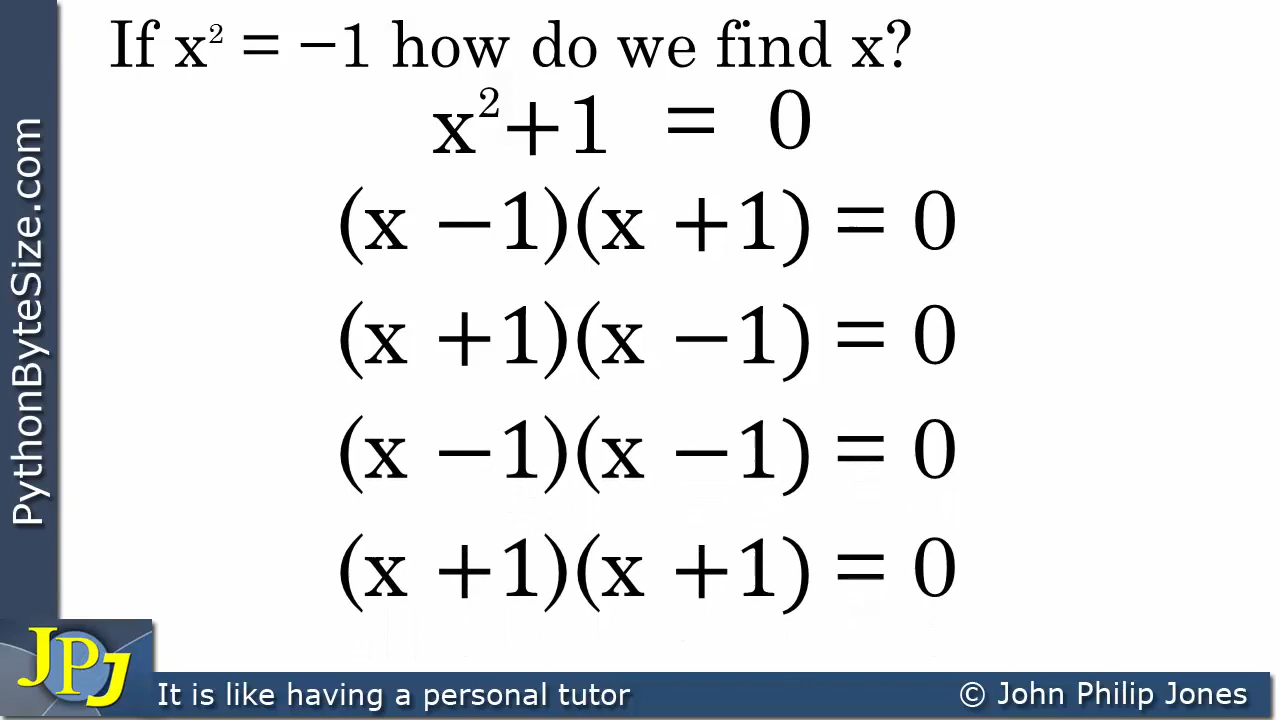 If x² = −1 how do we find x?
x²+1 = 0
(x −1)(x +1) = 0
(x +1)(x −1) = 0
(x −1)(x −1) = 0
(x +1)(x +1) = 0
PythonByteSize.com
JPJ
It is like having a personal tutor
© John Philip Jones